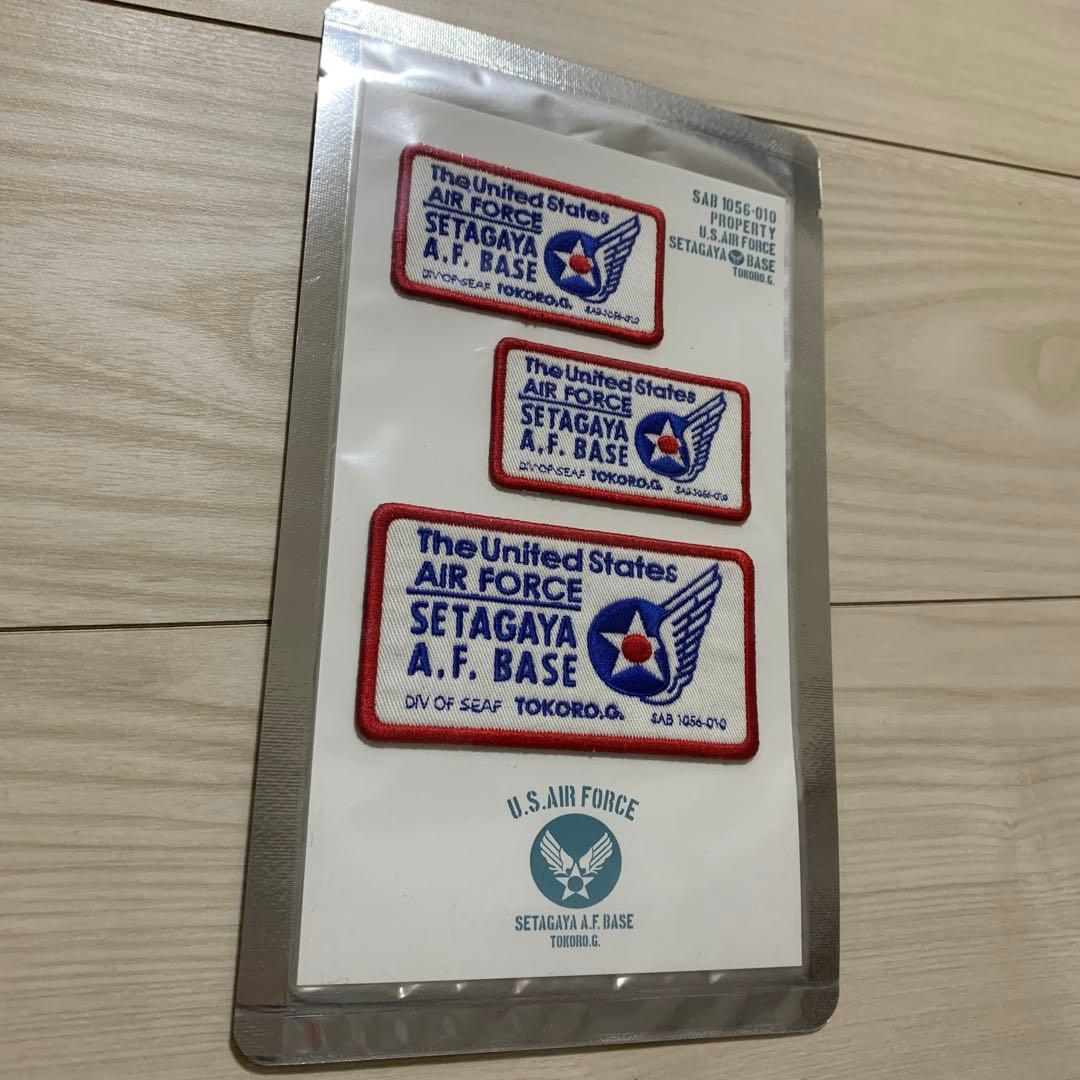 The United States
AIR FORCE
SETAGAYA
A.F. BASE
DIV OF SEAF TOKORO.G. SAB 1056-010
SAB 1056-010
PROPERTY
U.S.AIR FORCE
SETAGAYA BASE
TOKORO.G.
The United States
AIR FORCE
SETAGAYA
A.F. BASE
DIV OF SEAF TOKORO.G. SAB 1056-010
The United States
AIR FORCE
SETAGAYA
A.F. BASE
DIV OF SEAF TOKORO.G. SAB 1056-010
U.S.AIR FORCE
SETAGAYA A.F. BASE
TOKORO.G.